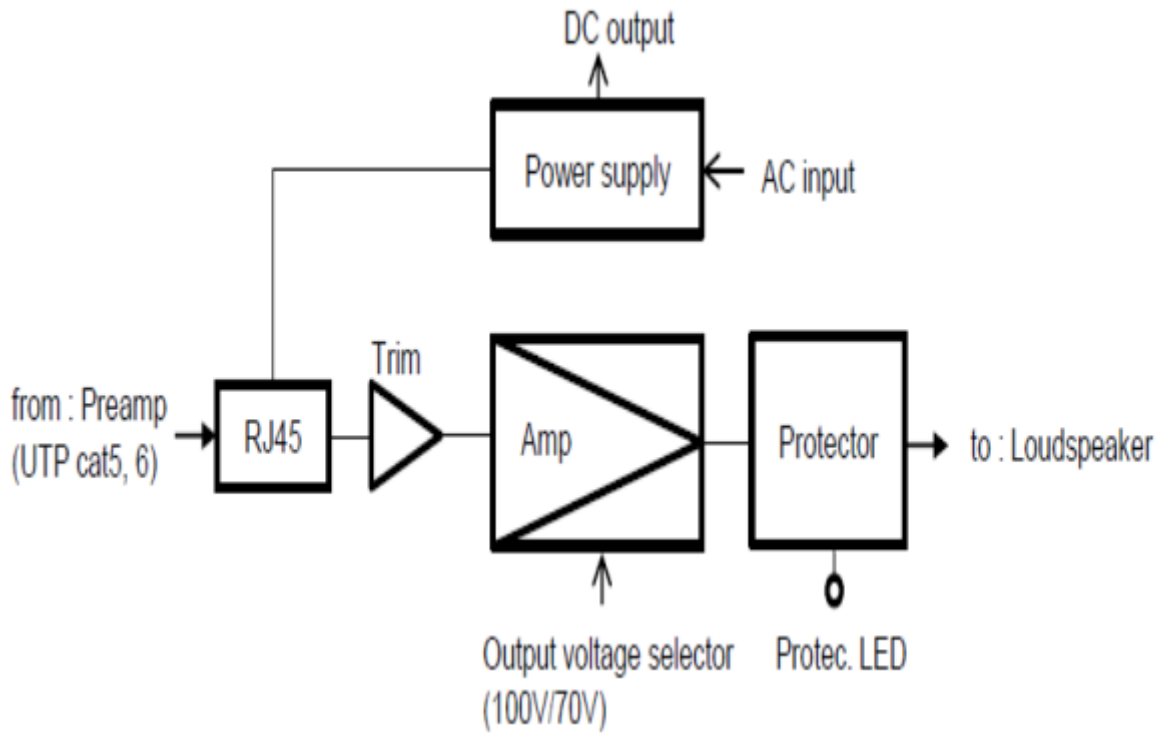 DC output
Power supply
AC input
Trim
from : Preamp
(UTP cat5, 6)
RJ45
Amp
Protector
to : Loudspeaker
Output voltage selector
(100V/70V)
Protec. LED